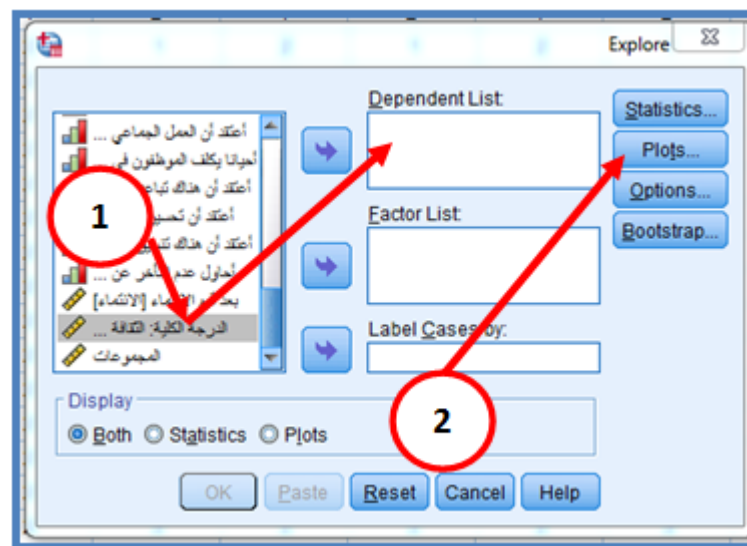 Explore
Dependent List:
Statistics...
أعتقد أن العمل الجماعي ...
أحيانا يكلف الموظفون في ...
Plots...
أعتقد أن هناك
Options...
أعتقد أن
Factor List:
Bootstrap...
أعتقد أن هناك
أحاول عدم عن ...
بعد [الانتماء]
الدرجة الكلية: الثقافة ...
Label Cases by:
المجموعات
1
2
Display
Both Statistics Plots
OK Paste Reset Cancel Help